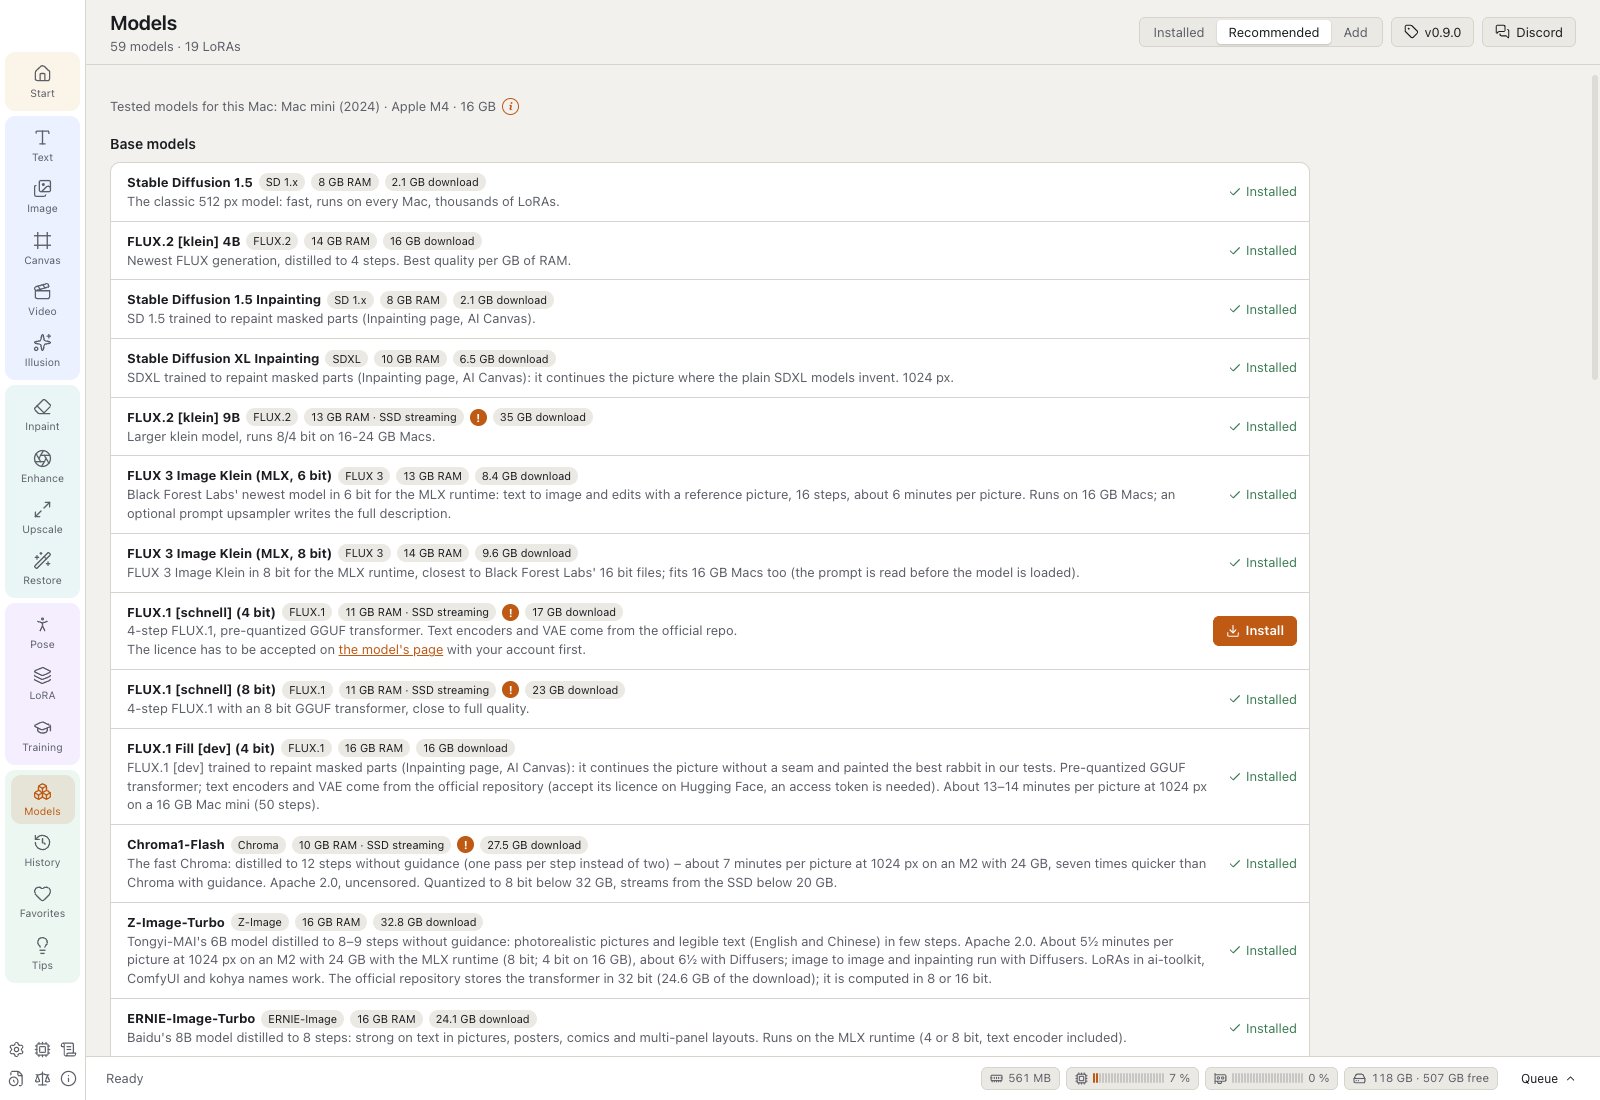 Models
59 models · 19 LoRAs
Installed
Recommended
Add
v0.9.0
Discord
Start
Text
Image
Canvas
Video
Illusion
Inpaint
Enhance
Upscale
Restore
Pose
LoRA
Training
Models
History
Favorites
Tips
Tested models for this Mac: Mac mini (2024) · Apple M4 · 16 GB
Base models
Stable Diffusion 1.5 SD 1.x 8 GB RAM 2.1 GB download
The classic 512 px model: fast, runs on every Mac, thousands of LoRAs.
Installed
FLUX.2 [klein] 4B FLUX.2 14 GB RAM 16 GB download
Newest FLUX generation, distilled to 4 steps. Best quality per GB of RAM.
Installed
Stable Diffusion 1.5 Inpainting SD 1.x 8 GB RAM 2.1 GB download
SD 1.5 trained to repaint masked parts (Inpainting page, AI Canvas).
Installed
Stable Diffusion XL Inpainting SDXL 10 GB RAM 6.5 GB download
SDXL trained to repaint masked parts (Inpainting page, AI Canvas): it continues the picture where the plain SDXL models invent. 1024 px.
Installed
FLUX.2 [klein] 9B FLUX.2 13 GB RAM · SSD streaming ! 35 GB download
Larger klein model, runs 8/4 bit on 16-24 GB Macs.
Installed
FLUX 3 Image Klein (MLX, 6 bit) FLUX 3 13 GB RAM 8.4 GB download
Black Forest Labs' newest model in 6 bit for the MLX runtime: text to image and edits with a reference picture, 16 steps, about 6 minutes per picture. Runs on 16 GB Macs; an
optional prompt upsampler writes the full description.
Installed
FLUX 3 Image Klein (MLX, 8 bit) FLUX 3 14 GB RAM 9.6 GB download
FLUX 3 Image Klein in 8 bit for the MLX runtime, closest to Black Forest Labs' 16 bit files; fits 16 GB Macs too (the prompt is read before the model is loaded).
Installed
FLUX.1 [schnell] (4 bit) FLUX.1 11 GB RAM · SSD streaming ! 17 GB download
4-step FLUX.1, pre-quantized GGUF transformer. Text encoders and VAE come from the official repo.
The licence has to be accepted on the model's page with your account first.
Install
FLUX.1 [schnell] (8 bit) FLUX.1 11 GB RAM · SSD streaming ! 23 GB download
4-step FLUX.1 with an 8 bit GGUF transformer, close to full quality.
Installed
FLUX.1 Fill [dev] (4 bit) FLUX.1 16 GB RAM 16 GB download
FLUX.1 [dev] trained to repaint masked parts (Inpainting page, AI Canvas): it continues the picture without a seam and painted the best rabbit in our tests. Pre-quantized GGUF
transformer; text encoders and VAE come from the official repository (accept its licence on Hugging Face, an access token is needed). About 13–14 minutes per picture at 1024 px
on a 16 GB Mac mini (50 steps).
Installed
Chroma1-Flash Chroma 10 GB RAM · SSD streaming ! 27.5 GB download
The fast Chroma: distilled to 12 steps without guidance (one pass per step instead of two) – about 7 minutes per picture at 1024 px on an M2 with 24 GB, seven times quicker than
Chroma with guidance. Apache 2.0, uncensored. Quantized to 8 bit below 32 GB, streams from the SSD below 20 GB.
Installed
Z-Image-Turbo Z-Image 16 GB RAM 32.8 GB download
Tongyi-MAI's 6B model distilled to 8–9 steps without guidance: photorealistic pictures and legible text (English and Chinese) in few steps. Apache 2.0. About 5½ minutes per
picture at 1024 px on an M2 with 24 GB with the MLX runtime (8 bit; 4 bit on 16 GB), about 6½ with Diffusers; image to image and inpainting run with Diffusers. LoRAs in ai-toolkit,
ComfyUI and kohya names work. The official repository stores the transformer in 32 bit (24.6 GB of the download); it is computed in 8 or 16 bit.
Installed
ERNIE-Image-Turbo ERNIE-Image 16 GB RAM 24.1 GB download
Baidu's 8B model distilled to 8 steps: strong on text in pictures, posters, comics and multi-panel layouts. Runs on the MLX runtime (4 or 8 bit, text encoder included).
Installed
Ready
561 MB
7 %
0 %
118 GB · 507 GB free
Queue